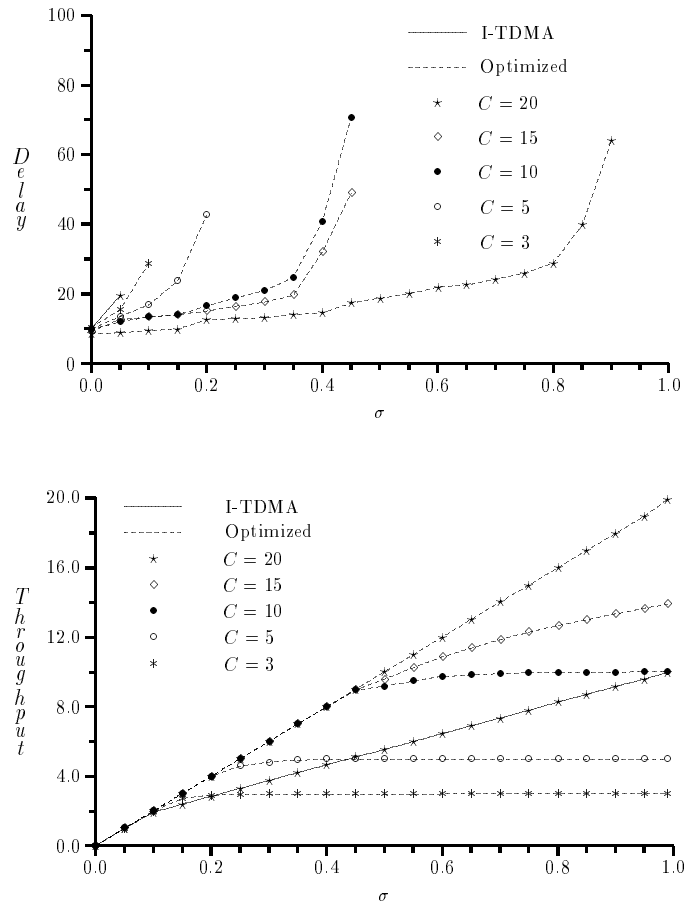 100
I-TDMA
Optimized
80
C = 20
C = 15
60
Delay
C = 10
C = 5
40
C = 3
20
0
0.0 0.2 0.4 0.6 0.8 1.0
σ
20.0
I-TDMA
Optimized
C = 20
16.0
C = 15
C = 10
Throughput
12.0
C = 5
C = 3
8.0
4.0
0.0
0.0 0.2 0.4 0.6 0.8 1.0
σ